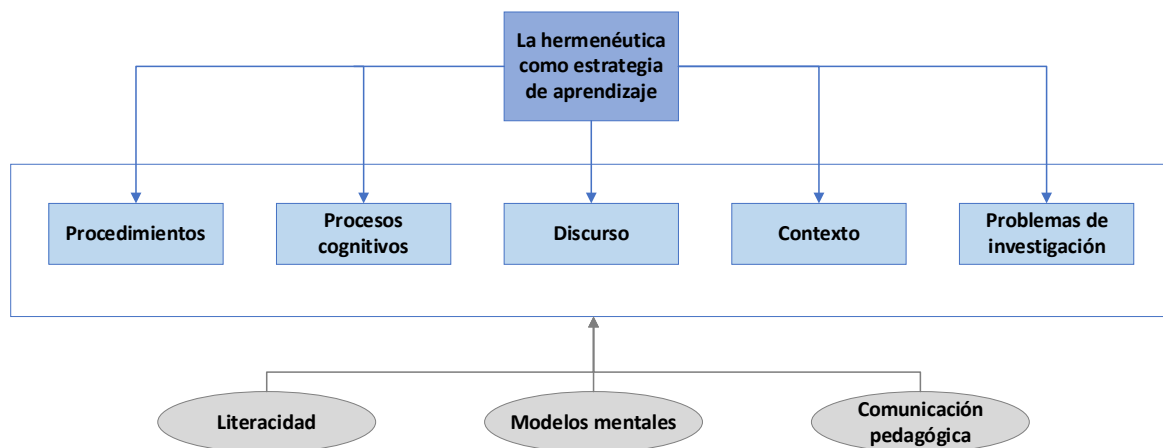 La hermenéutica
como estrategia
de aprendizaje
Procedimientos
Procesos
cognitivos
Discurso
Contexto
Problemas de
investigación
Literacidad
Modelos mentales
Comunicación
pedagógica